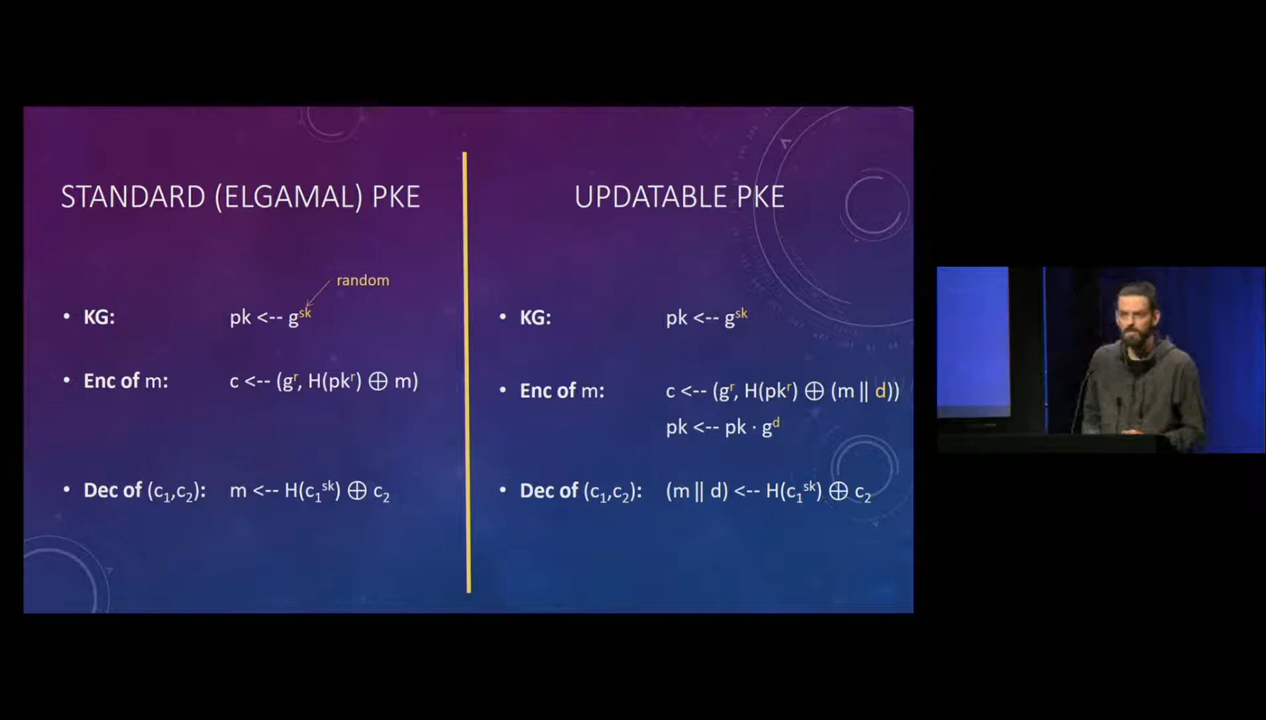 STANDARD (ELGAMAL) PKE
random
• KG: pk <-- g^sk
• Enc of m: c <-- (g^r, H(pk^r) ⊕ m)
• Dec of (c₁,c₂): m <-- H(c₁^sk) ⊕ c₂
UPDATABLE PKE
• KG: pk <-- g^sk
• Enc of m: c <-- (g^r, H(pk^r) ⊕ (m || d))
pk <-- pk · g^d
• Dec of (c₁,c₂): (m || d) <-- H(c₁^sk) ⊕ c₂